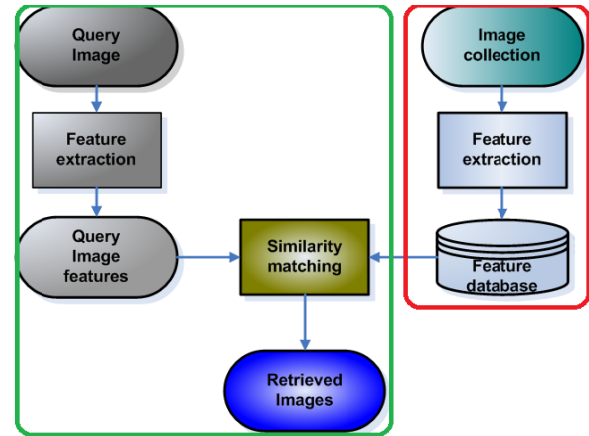 Query
Image
Image
collection
Feature
extraction
Feature
extraction
Query
Image
features
Similarity
matching
Feature
database
Retrieved
Images